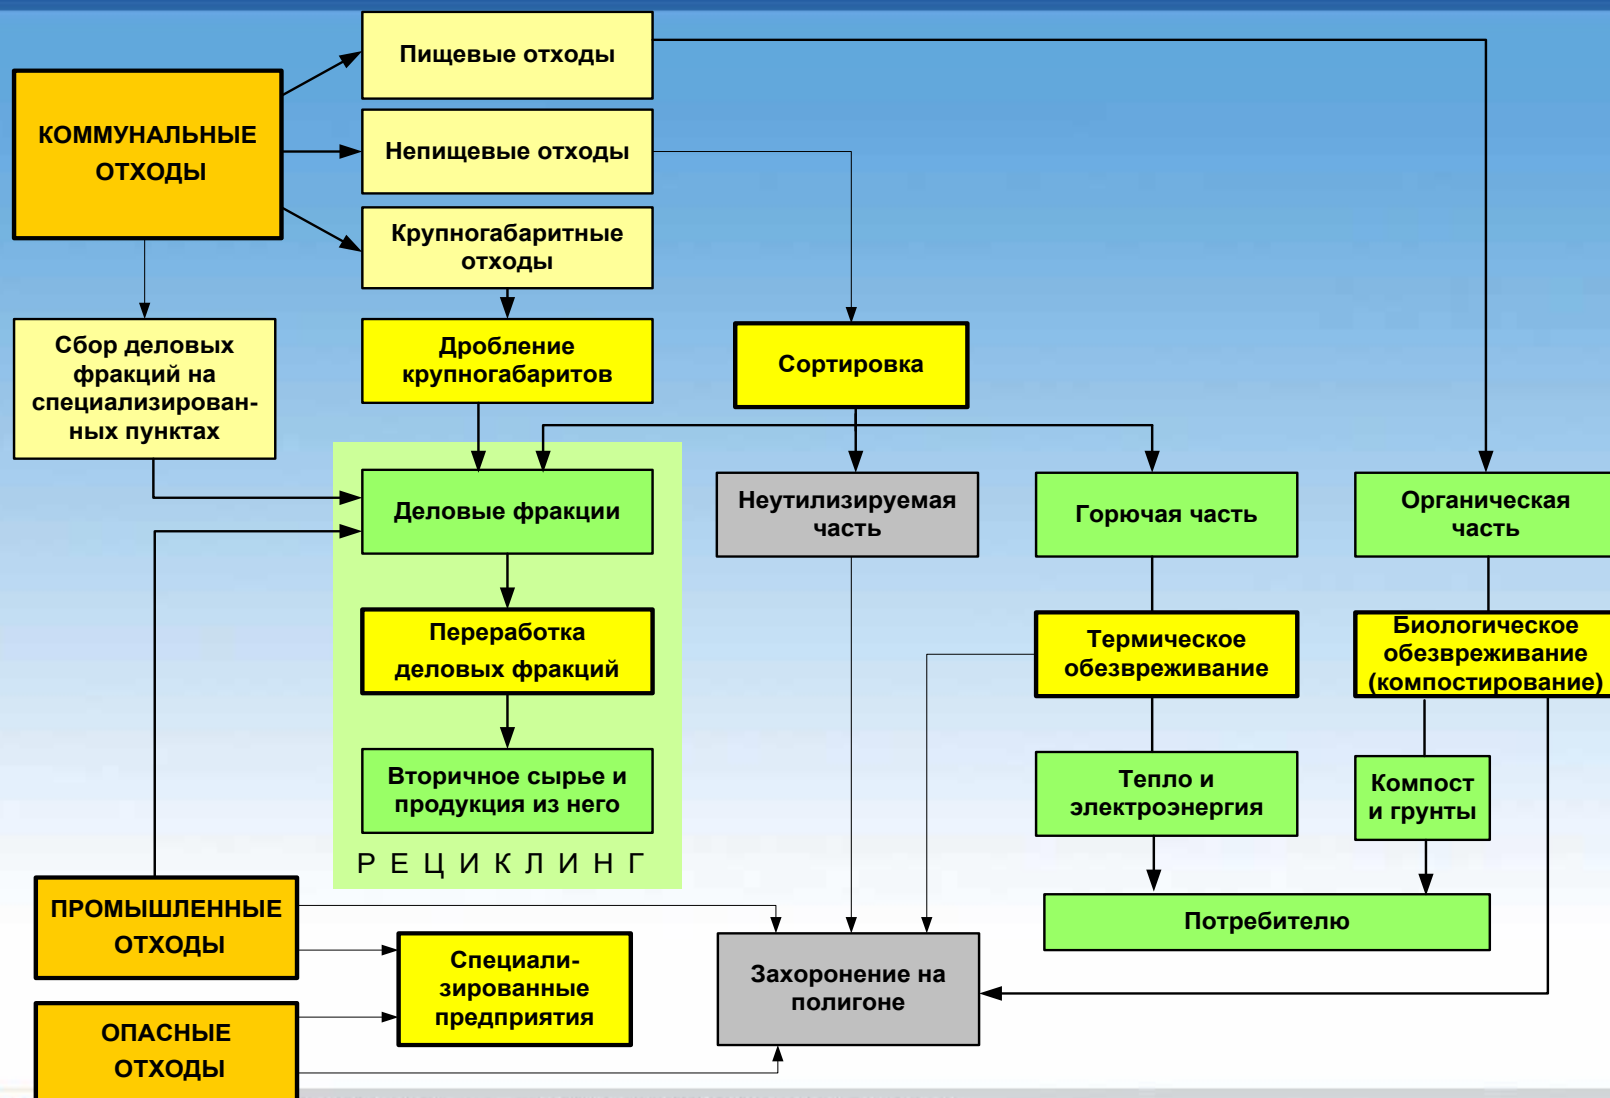 Пищевые отходы
КОММУНАЛЬНЫЕ
ОТХОДЫ
Непищевые отходы
Крупногабаритные
отходы
Сбор деловых
фракций на
специализирован-
ных пунктах
Дробление
крупногабаритов
Сортировка
Деловые фракции
Неутилизируемая
часть
Горючая часть
Органическая
часть
Переработка
деловых фракций
Термическое
обезвреживание
Биологическое
обезвреживание
(компостирование)
Вторичное сырье и
продукция из него
Тепло и
электроэнергия
Компост
и грунты
РЕЦИКЛИНГ
ПРОМЫШЛЕННЫЕ
ОТХОДЫ
Специали-
зированные
предприятия
Захоронение на
полигоне
Потребителю
ОПАСНЫЕ
ОТХОДЫ